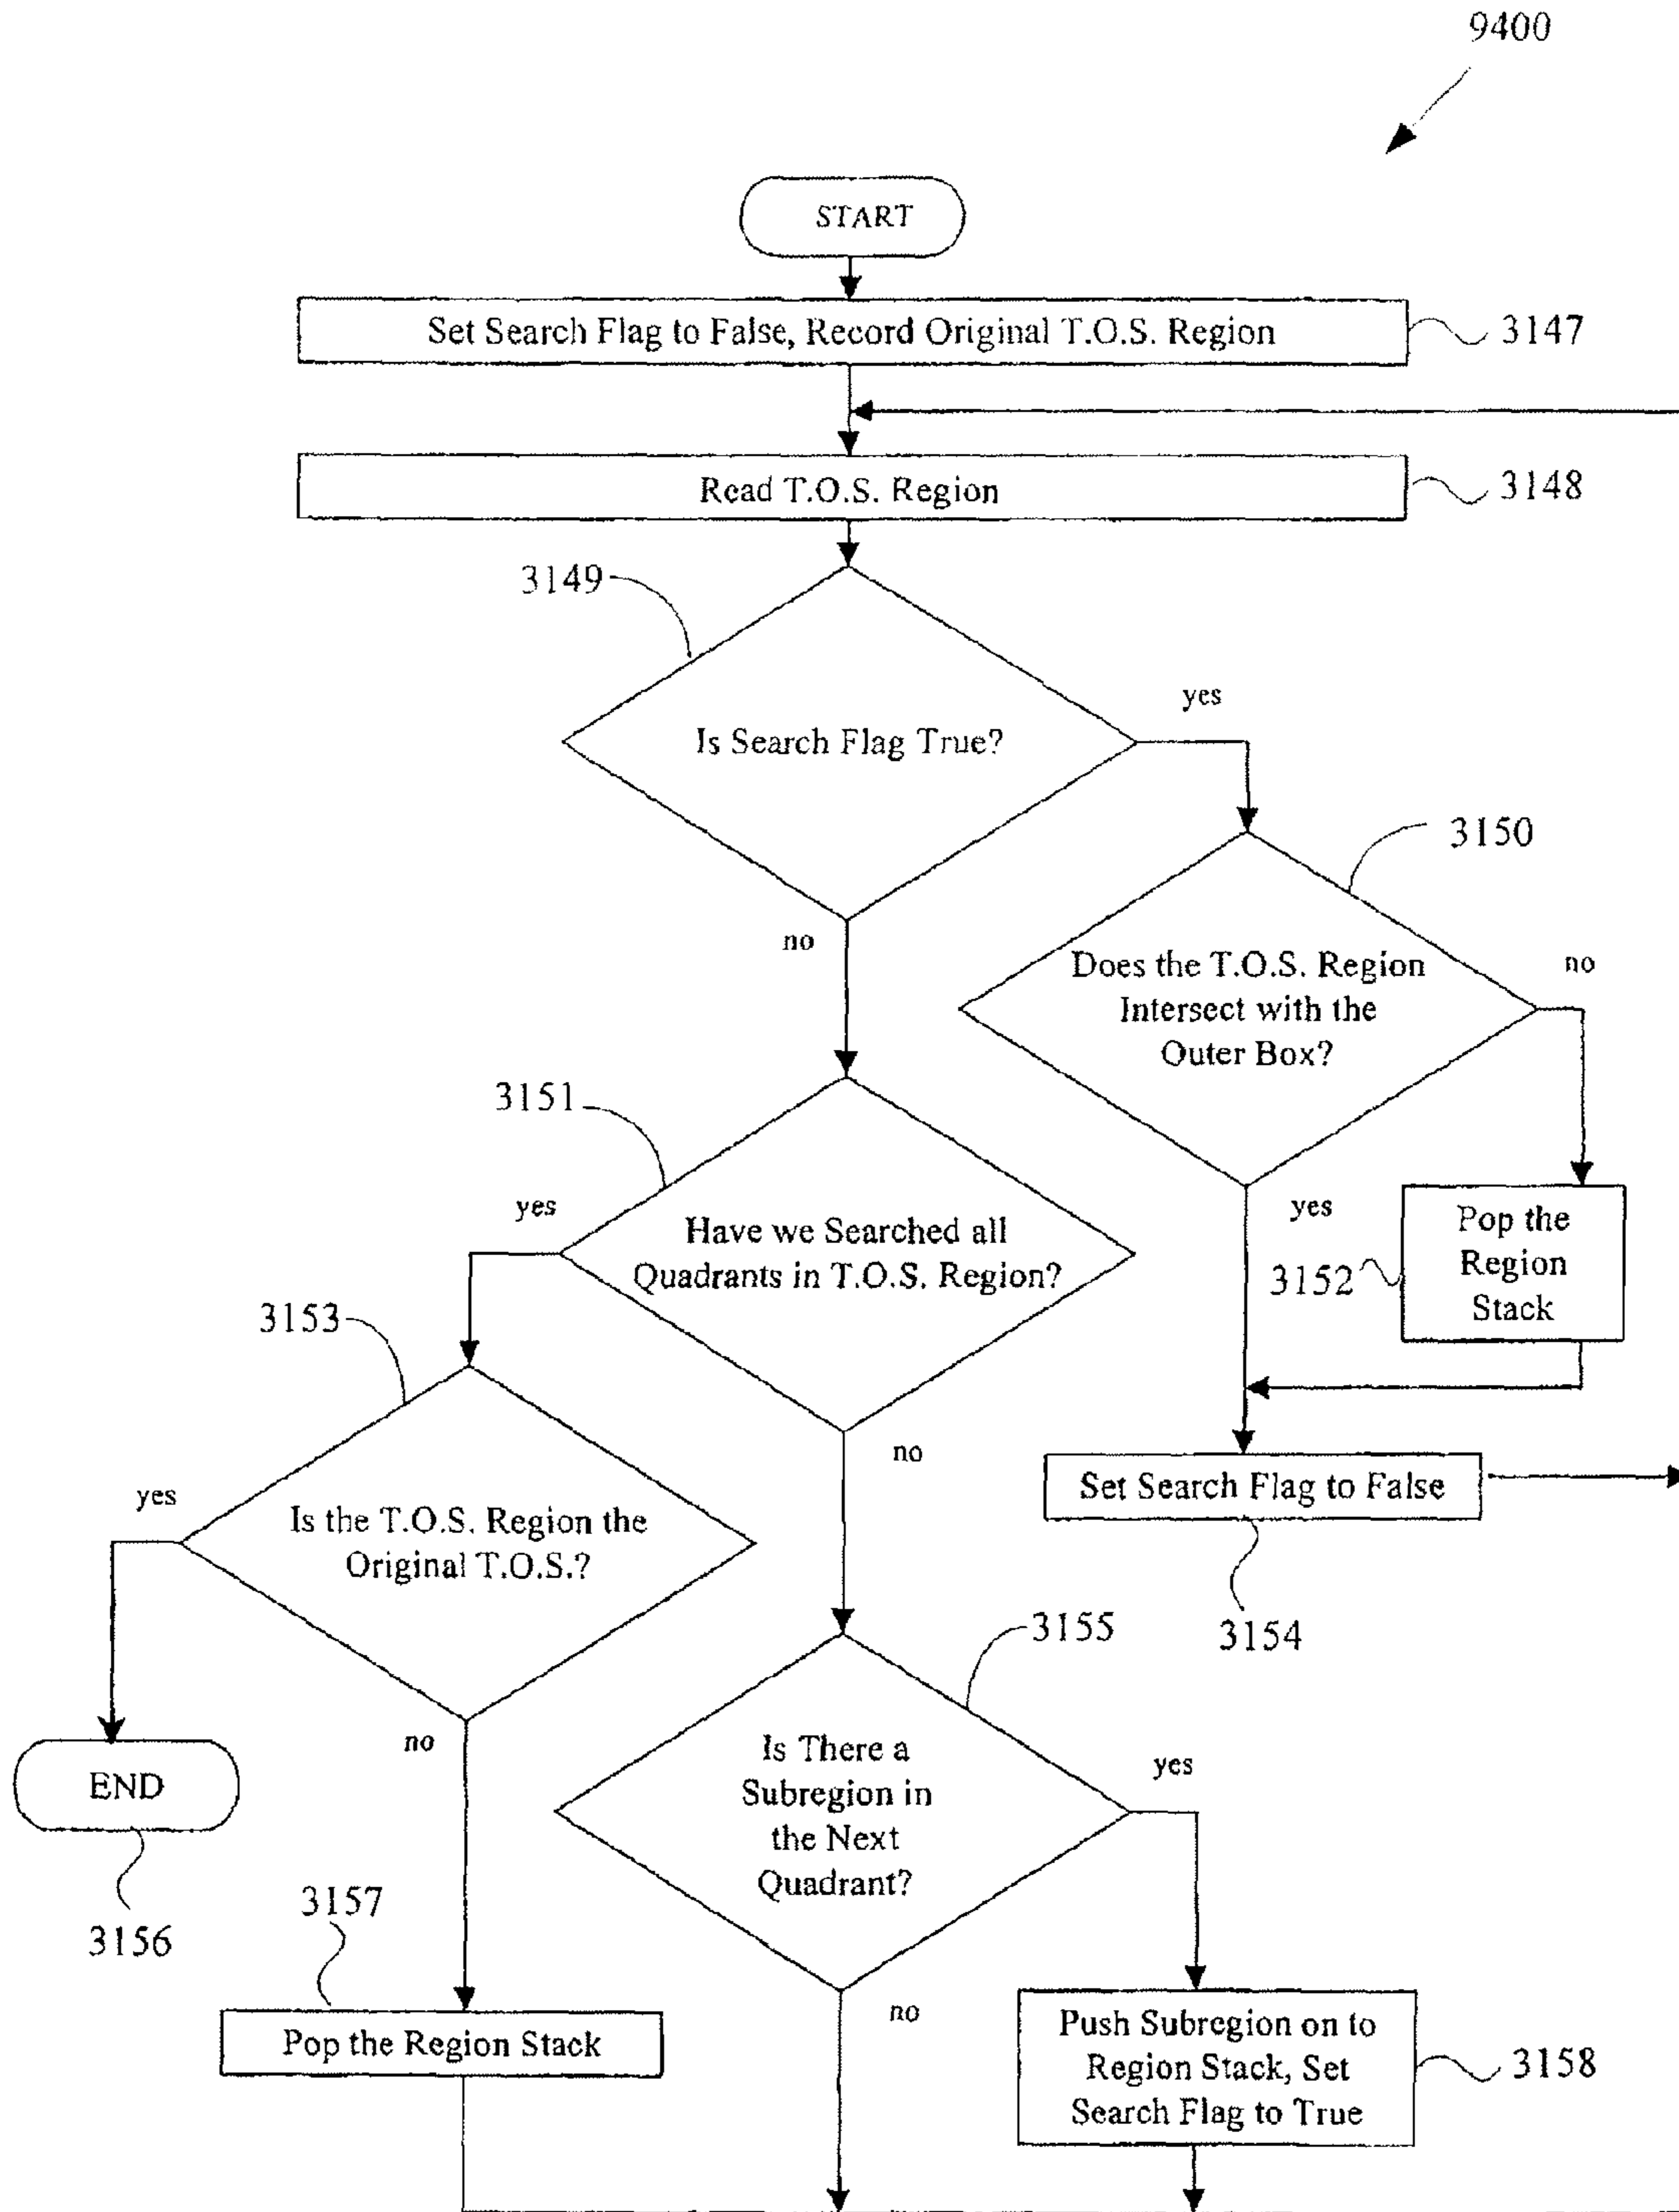 9400
START
Set Search Flag to False, Record Original T.O.S. Region
3147
Read T.O.S. Region
3148
3149
Is Search Flag True?
yes
no
3150
Does the T.O.S. Region
Intersect with the
Outer Box?
no
yes
3151
Have we Searched all
Quadrants in T.O.S. Region?
yes
no
Pop the
Region
Stack
3152
3153
Is the T.O.S. Region the
Original T.O.S.?
yes
no
Set Search Flag to False
3154
3155
Is There a
Subregion in
the Next
Quadrant?
yes
no
END
3156
3157
Pop the Region Stack
Push Subregion on to
Region Stack, Set
Search Flag to True
3158